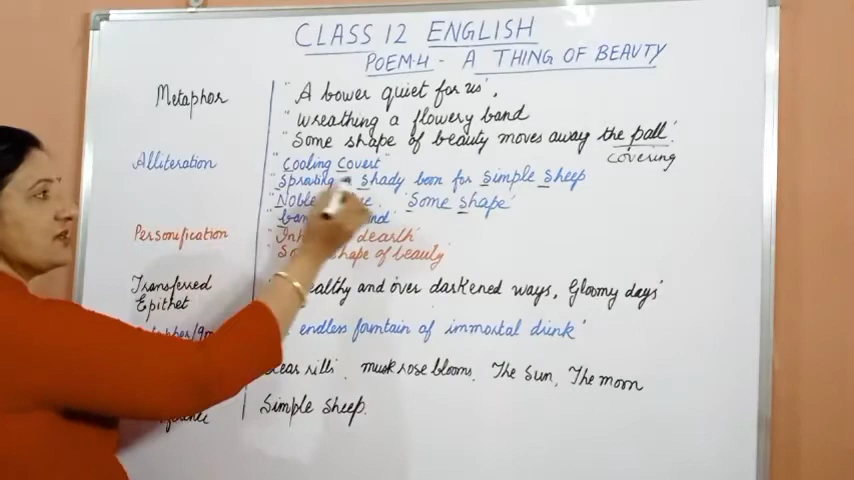 CLASS 12 ENGLISH
POEM.4 - A THING OF BEAUTY
Metaphor "A bower quiet for us',
"Wreathing a flowery band
"Some shape of beauty moves away the pall'.
covering
Alliteration "Cooling Covert"
"Sprouting a shady boon for simple sheep
"Noble 'Some shape'
"
Personification dearth'
shape of beauty'
Transferred Epithet and over darkened ways, Gloomy days'
endless fountain of immortal drink'
rills, musk rose blooms, The Sun, The moon
Simple sheep.